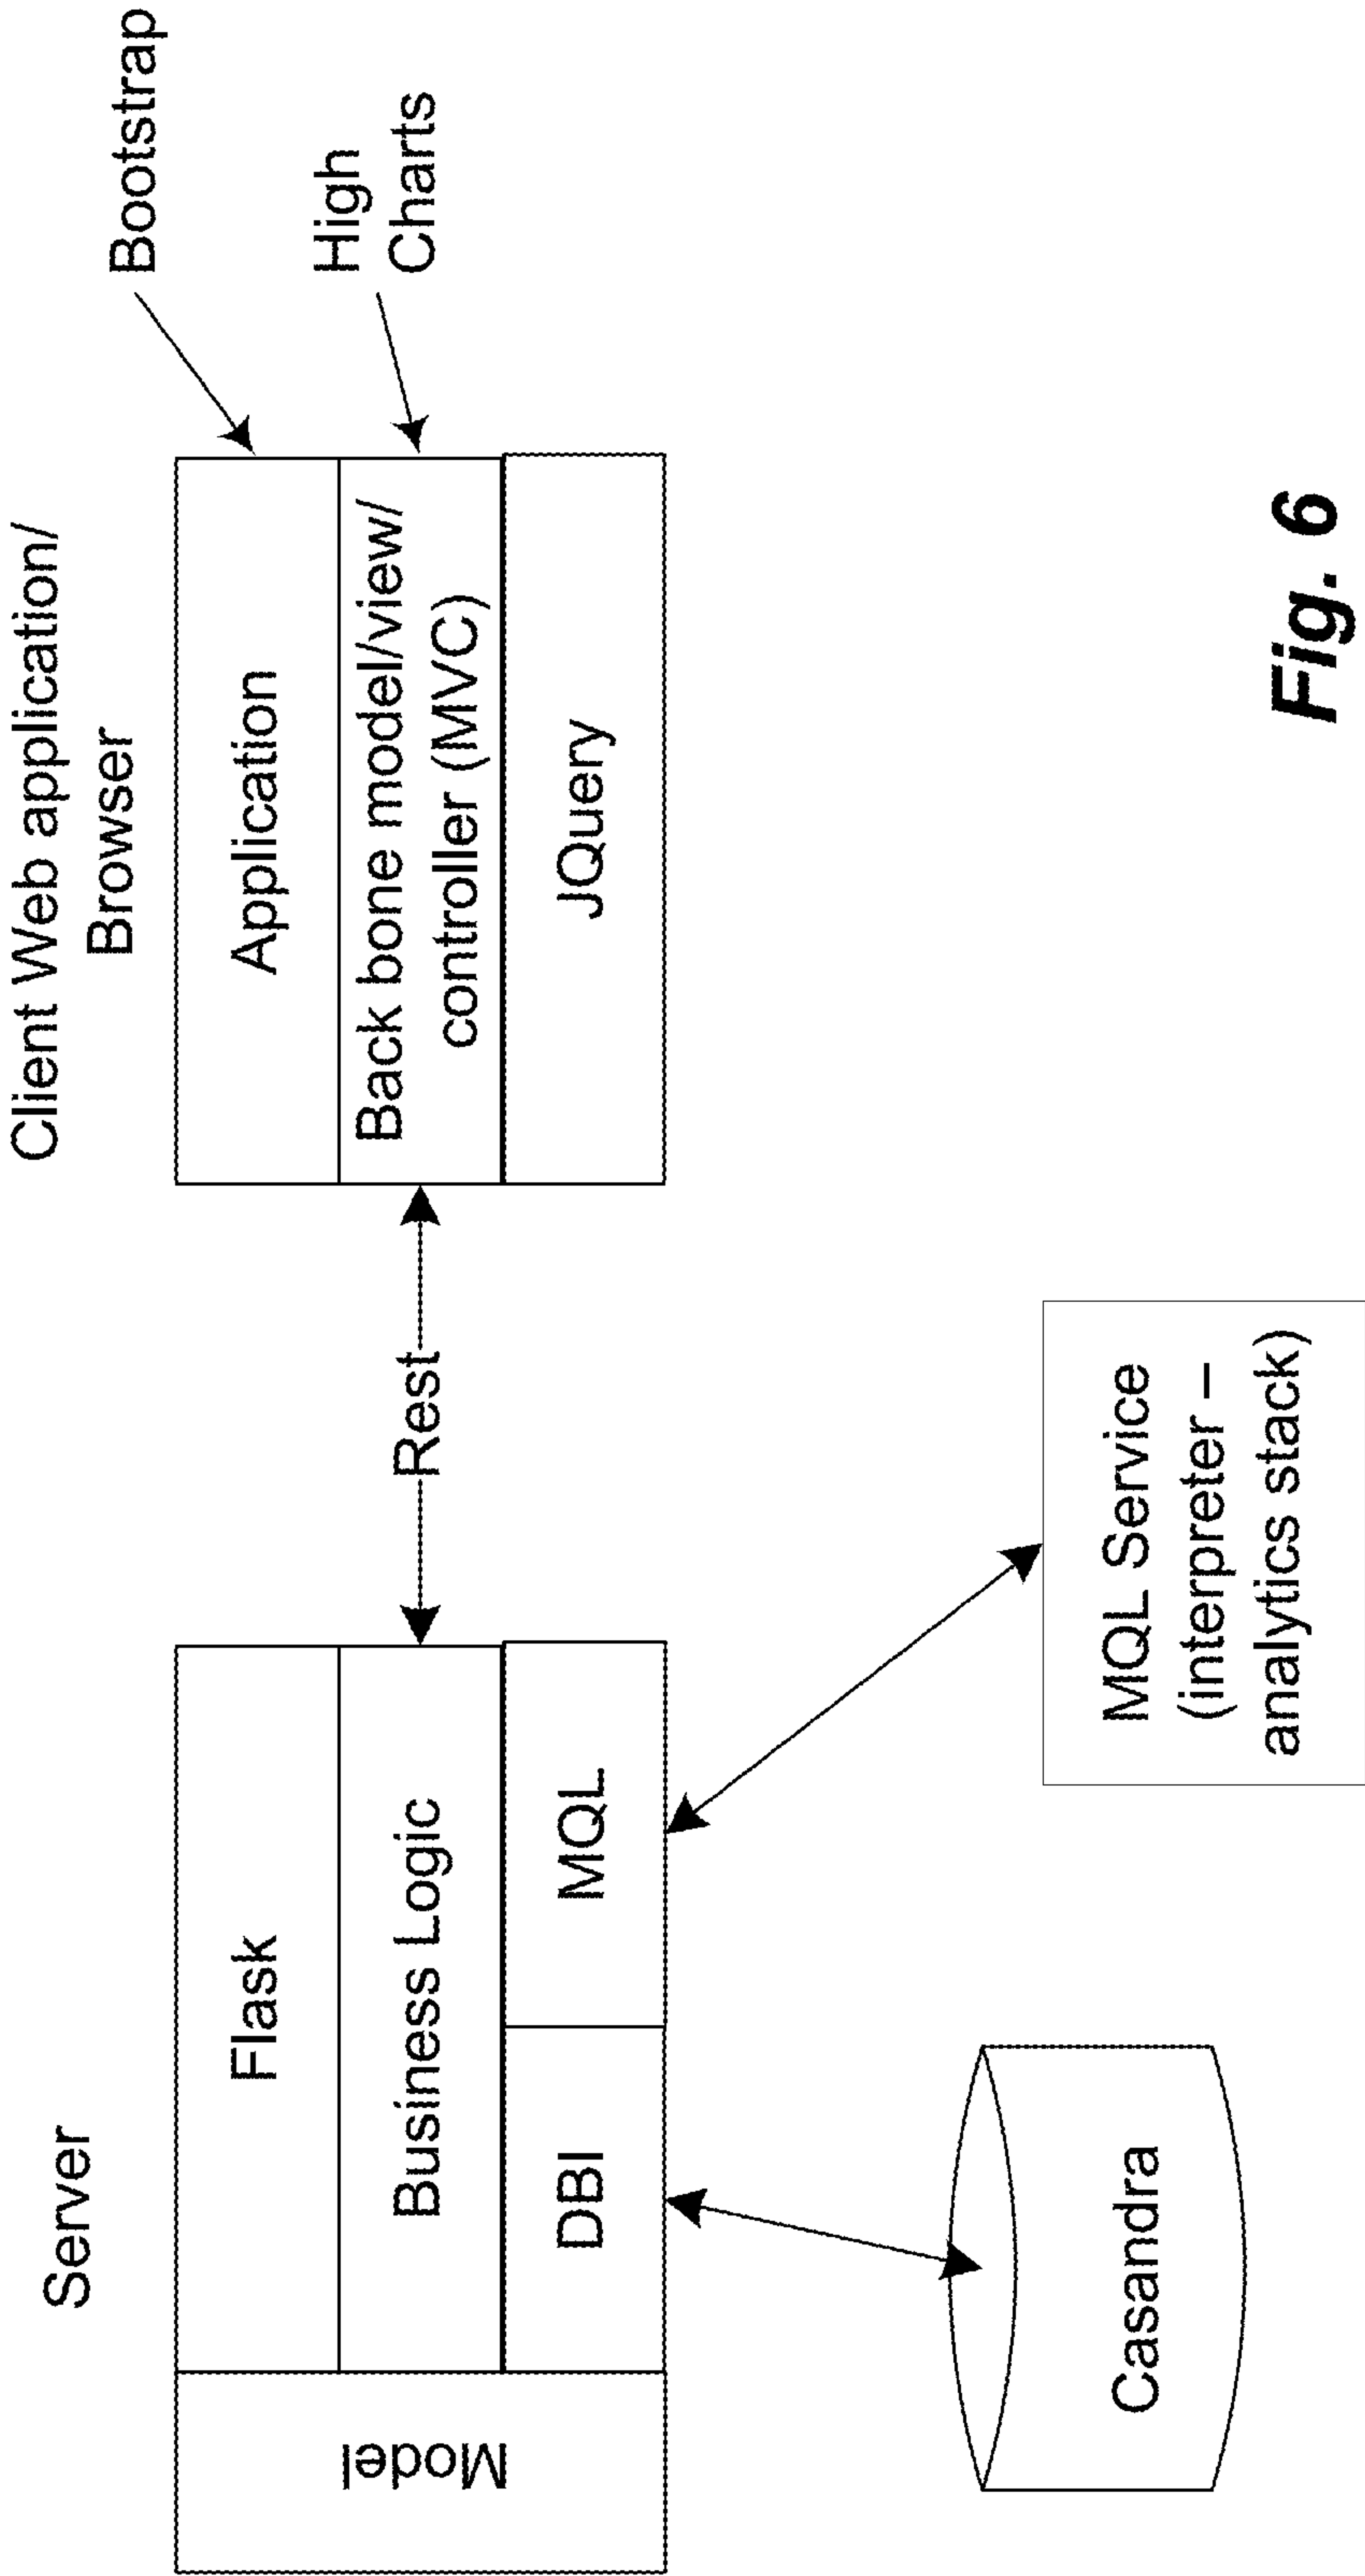 Server
Client Web application/
Browser
Model
Flask
Business Logic
DBI
MQL
Rest
Application
Back bone model/view/
controller (MVC)
JQuery
Bootstrap
High
Charts
Casandra
MQL Service
(interpreter –
analytics stack)
Fig. 6